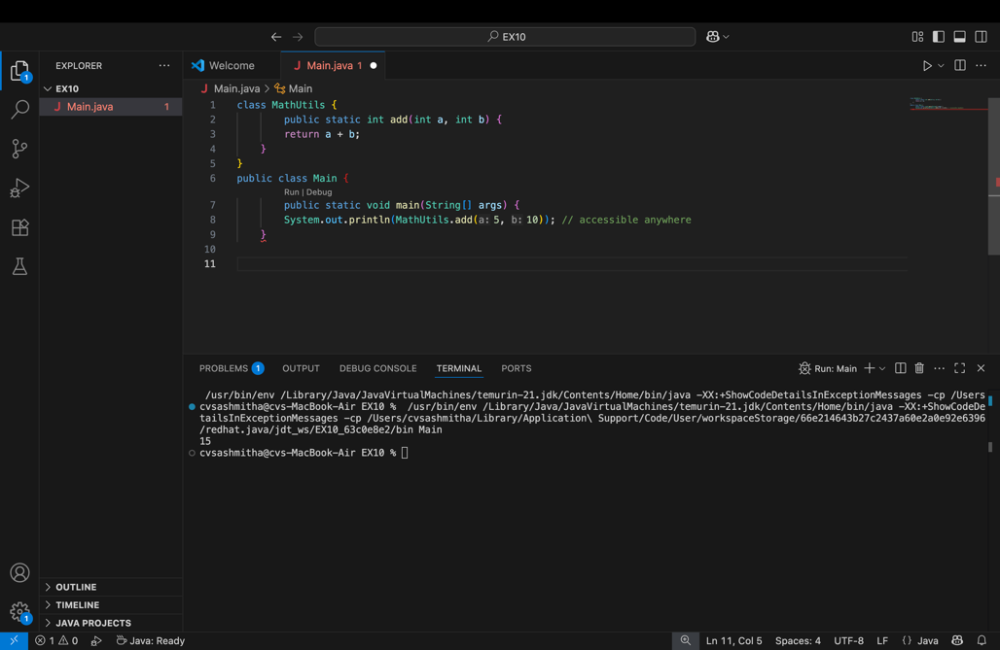 EX10
EXPLORER
Welcome
J Main.java 1
EX10
J Main.java 1
J Main.java > Main
1 class MathUtils {
2 public static int add(int a, int b) {
3 return a + b;
4 }
5 }
6 public class Main {
Run | Debug
7 public static void main(String[] args) {
8 System.out.println(MathUtils.add(a: 5, b: 10)); // accessible anywhere
9 }
10
11
PROBLEMS 1 OUTPUT DEBUG CONSOLE TERMINAL PORTS
Run: Main
/usr/bin/env /Library/Java/JavaVirtualMachines/temurin-21.jdk/Contents/Home/bin/java -XX:+ShowCodeDetailsInExceptionMessages -cp /Users
cvsashmitha@cvs-MacBook-Air EX10 % /usr/bin/env /Library/Java/JavaVirtualMachines/temurin-21.jdk/Contents/Home/bin/java -XX:+ShowCodeDe
tailsInExceptionMessages -cp /Users/cvsashmitha/Library/Application\ Support/Code/User/workspaceStorage/66e214643b27c2437a60e2a0e92e6396
/redhat.java/jdt_ws/EX10_63c0e8e2/bin Main
15
cvsashmitha@cvs-MacBook-Air EX10 %
OUTLINE
TIMELINE
JAVA PROJECTS
1 0 Java: Ready Ln 11, Col 5 Spaces: 4 UTF-8 LF {} Java